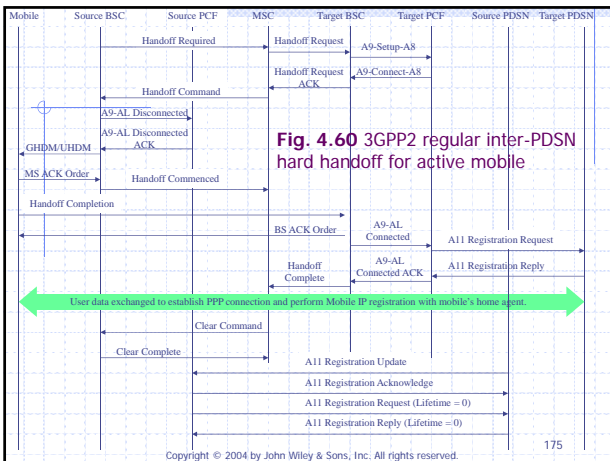 Mobile Source BSC Source PCF MSC Target BSC Target PCF Source PDSN Target PDSN
Handoff Required
Handoff Request
A9-Setup-A8
Handoff Request
ACK
A9-Connect-A8
Handoff Command
A9-AL Disconnected
A9-AL Disconnected
ACK
GHDM/UHDM
Fig. 4.60 3GPP2 regular inter-PDSN
hard handoff for active mobile
MS ACK Order
Handoff Commenced
Handoff Completion
BS ACK Order
A9-AL
Connected
A11 Registration Request
Handoff
Complete
A9-AL
Connected ACK
A11 Registration Reply
User data exchanged to establish PPP connection and perform Mobile IP registration with mobile's home agent.
Clear Command
Clear Complete
A11 Registration Update
A11 Registration Acknowledge
A11 Registration Request (Lifetime = 0)
A11 Registration Reply (Lifetime = 0)
175
Copyright © 2004 by John Wiley & Sons, Inc. All rights reserved.